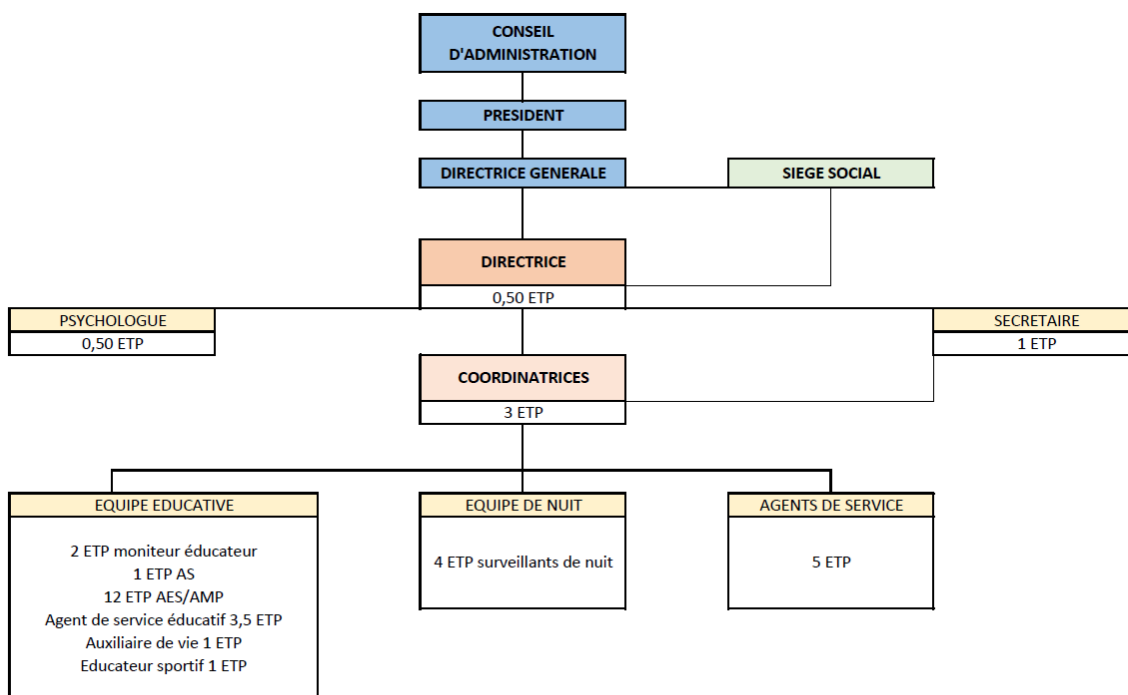 CONSEIL
D'ADMINISTRATION
PRESIDENT
DIRECTRICE GENERALE
SIEGE SOCIAL
DIRECTRICE
0,50 ETP
PSYCHOLOGUE
0,50 ETP
SECRETAIRE
1 ETP
COORDINATRICES
3 ETP
EQUIPE EDUCATIVE
2 ETP moniteur éducateur
1 ETP AS
12 ETP AES/AMP
Agent de service éducatif 3,5 ETP
Auxiliaire de vie 1 ETP
Educateur sportif 1 ETP
EQUIPE DE NUIT
4 ETP surveillants de nuit
AGENTS DE SERVICE
5 ETP